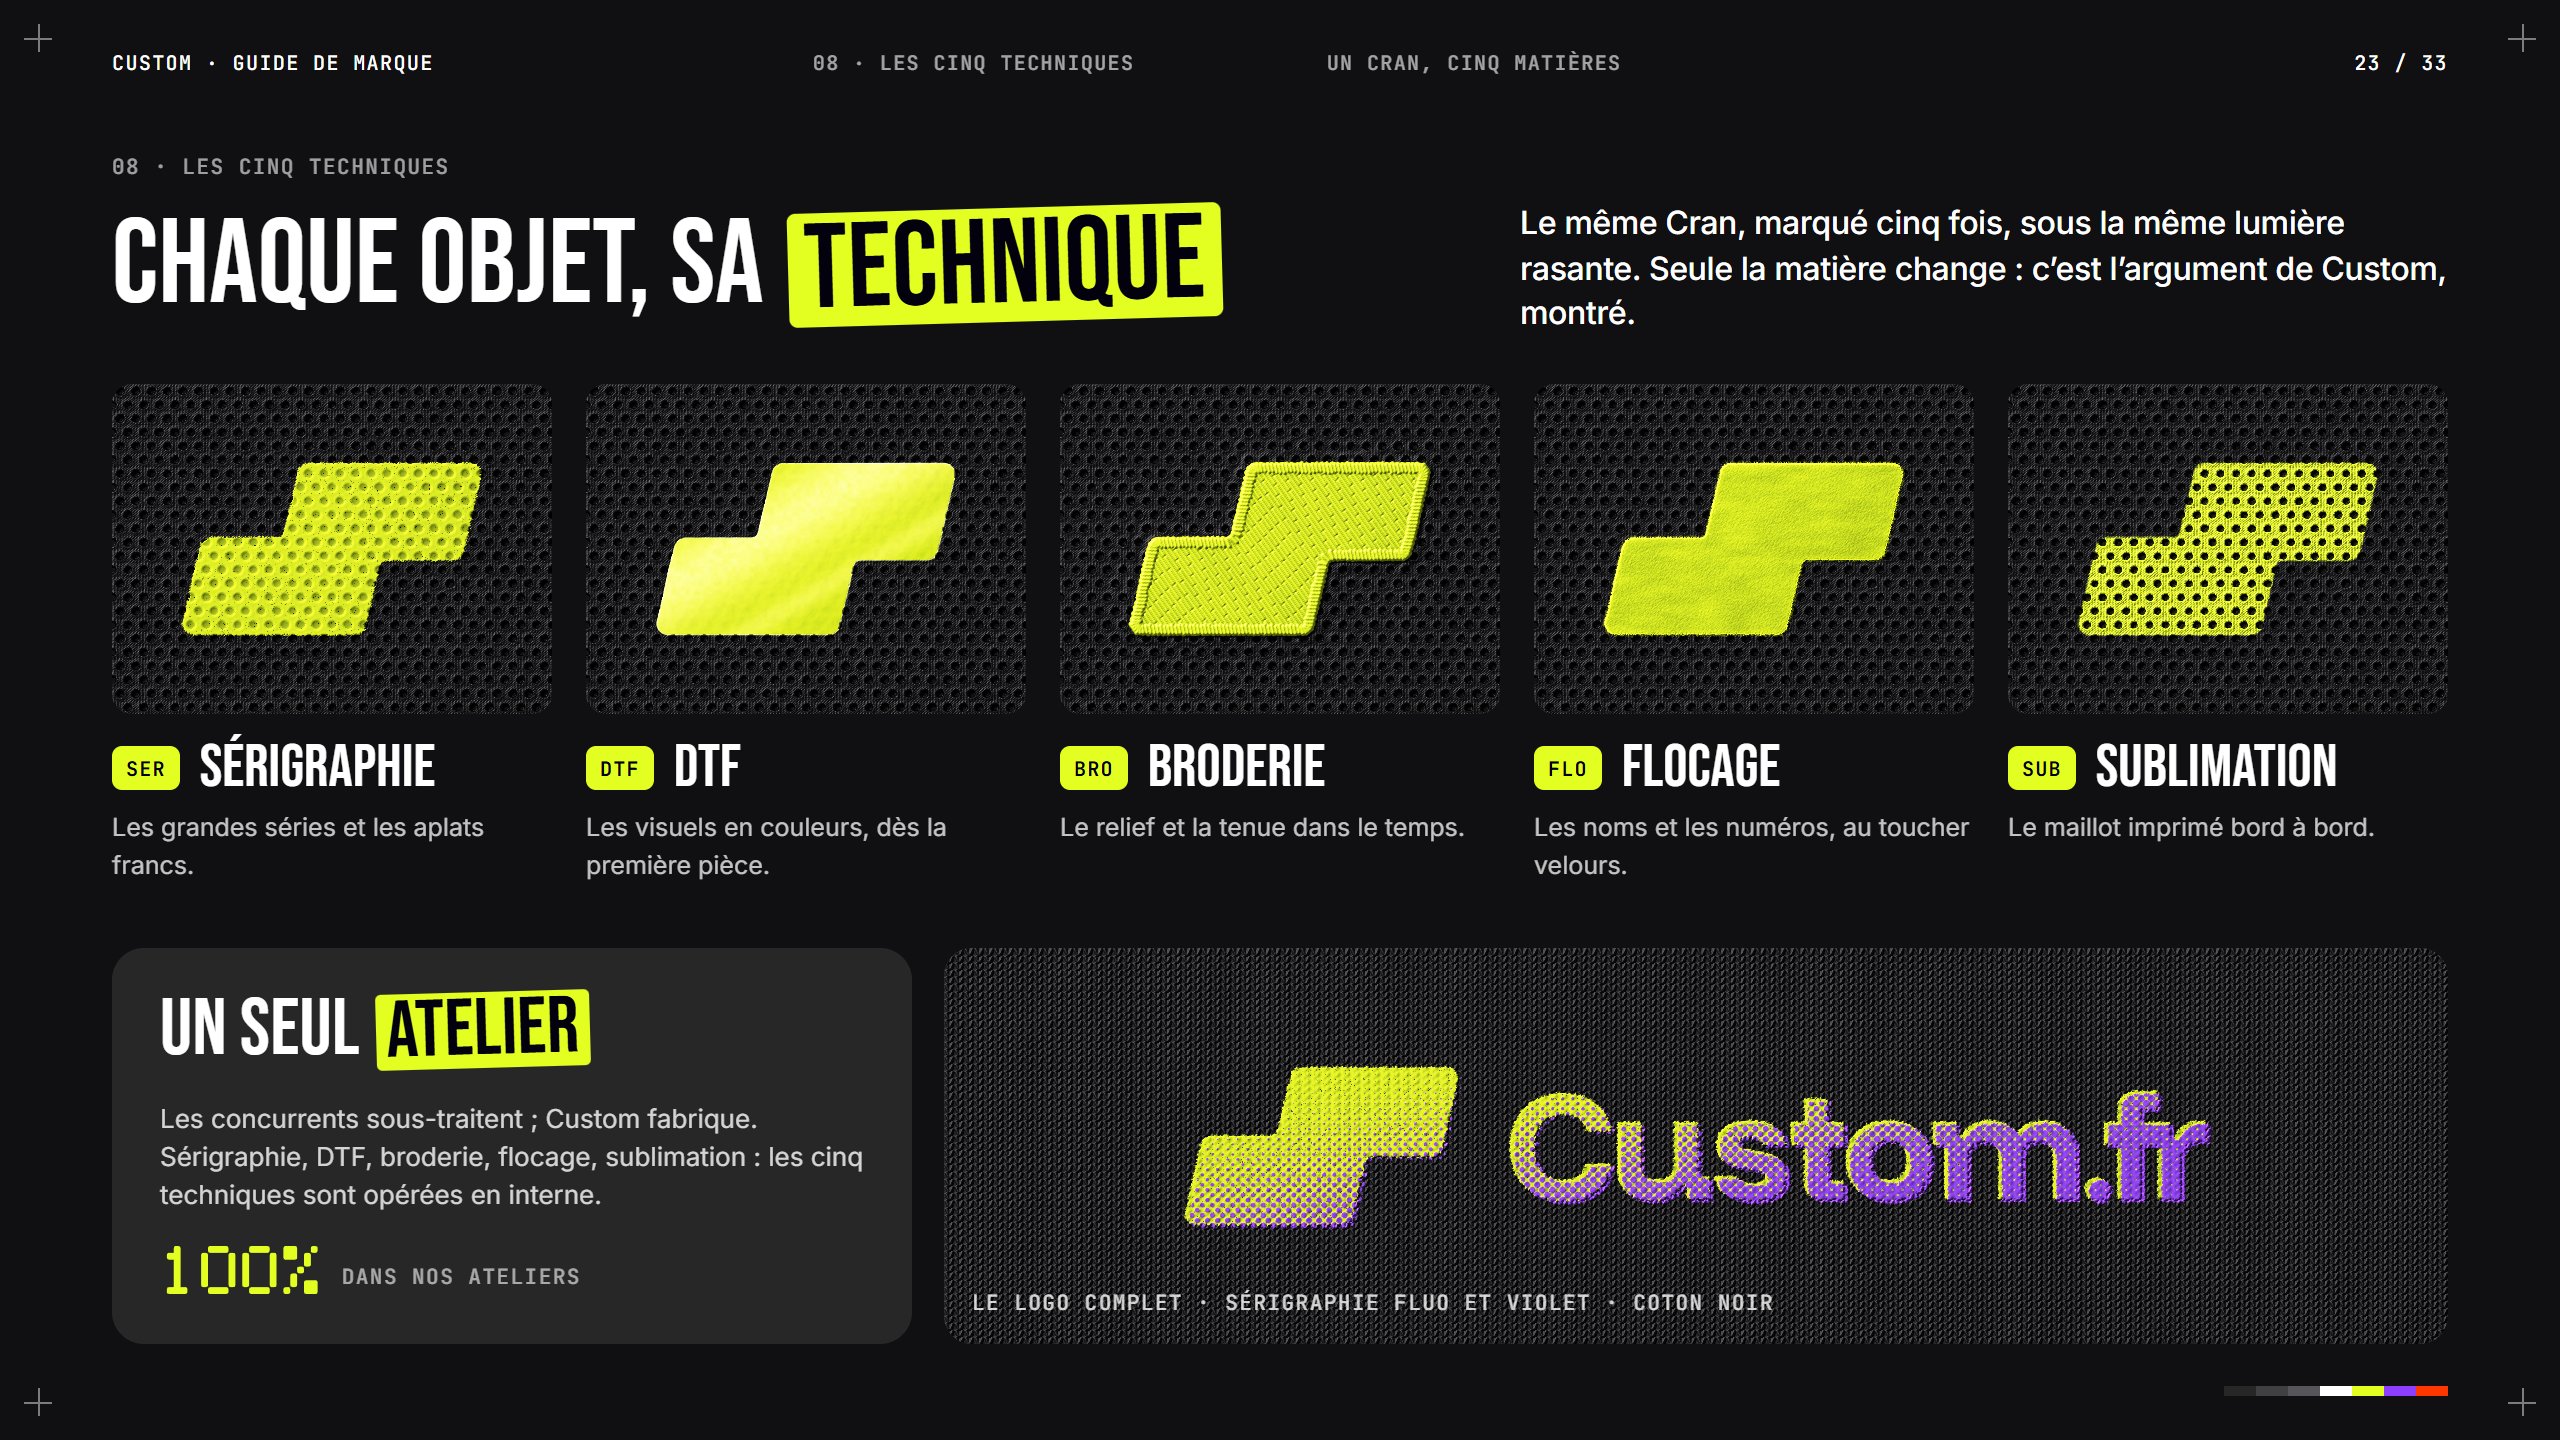 CUSTOM · GUIDE DE MARQUE
08 · LES CINQ TECHNIQUES
UN CRAN, CINQ MATIÈRES
23 / 33
08 · LES CINQ TECHNIQUES
CHAQUE OBJET, SA TECHNIQUE
Le même Cran, marqué cinq fois, sous la même lumière
rasante. Seule la matière change : c’est l’argument de Custom,
montré.
SER SÉRIGRAPHIE
Les grandes séries et les aplats
francs.
DTF DTF
Les visuels en couleurs, dès la
première pièce.
BRO BRODERIE
Le relief et la tenue dans le temps.
FLO FLOCAGE
Les noms et les numéros, au toucher
velours.
SUB SUBLIMATION
Le maillot imprimé bord à bord.
UN SEUL ATELIER
Les concurrents sous-traitent ; Custom fabrique.
Sérigraphie, DTF, broderie, flocage, sublimation : les cinq
techniques sont opérées en interne.
100% DANS NOS ATELIERS
Custom.fr
LE LOGO COMPLET · SÉRIGRAPHIE FLUO ET VIOLET · COTON NOIR